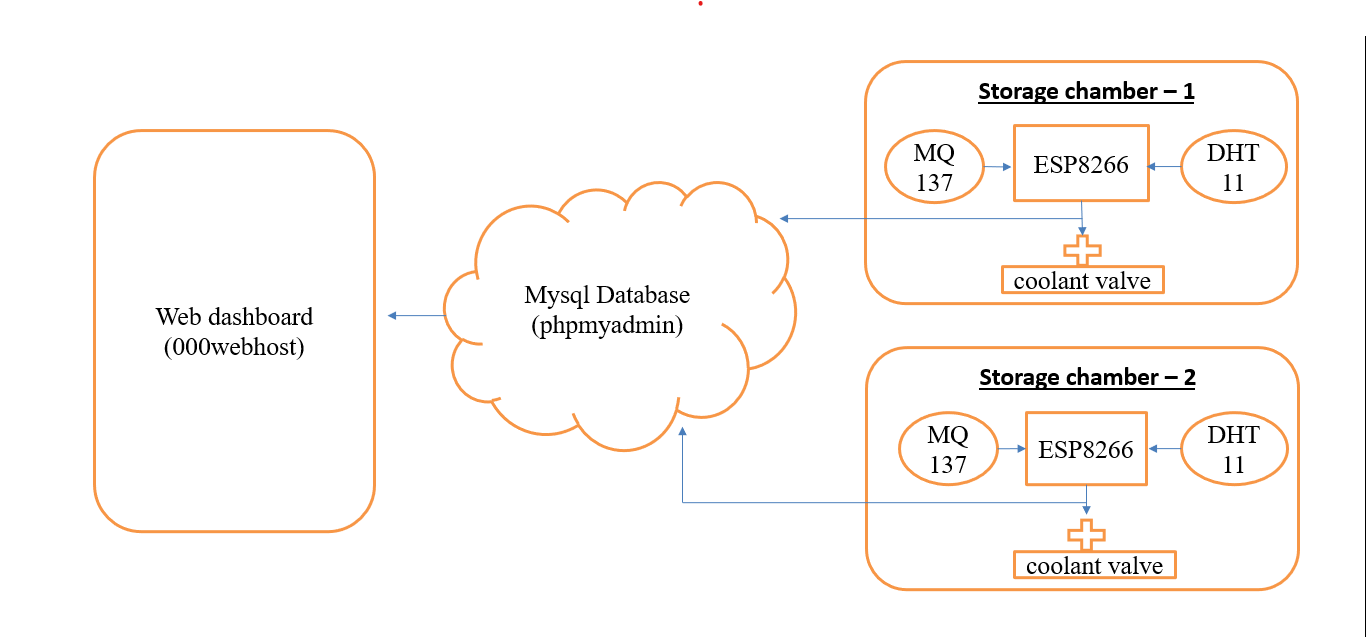 Storage chamber – 1
MQ
137
ESP8266
DHT
11
coolant valve
Web dashboard
(000webhost)
Mysql Database
(phpmyadmin)
Storage chamber – 2
MQ
137
ESP8266
DHT
11
coolant valve